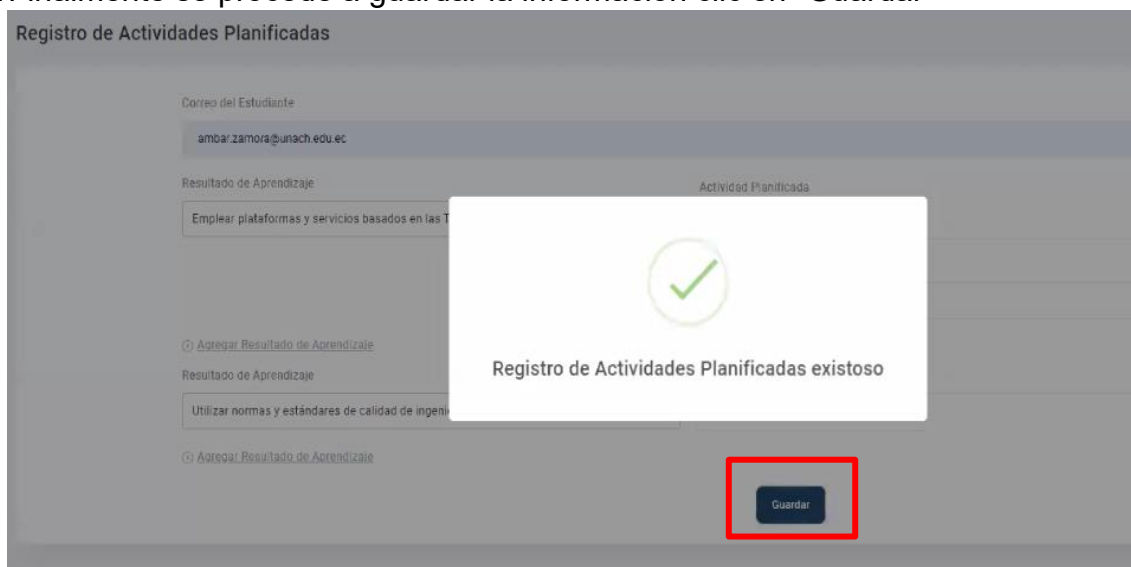 Finalmente se procede a guardar la información clic en "Guardar"
Registro de Actividades Planificadas
Correo del Estudiante
ambar.zamora@unach.edu.ec
Resultado de Aprendizaje
Actividad Planificada
Emplear plataformas y servicios basados en las T
Agregar Resultado de Aprendizaje
Registro de Actividades Planificadas existoso
Resultado de Aprendizaje
Utilizar normas y estándares de calidad de ingeni
Agregar Resultado de Aprendizaje
Guardar